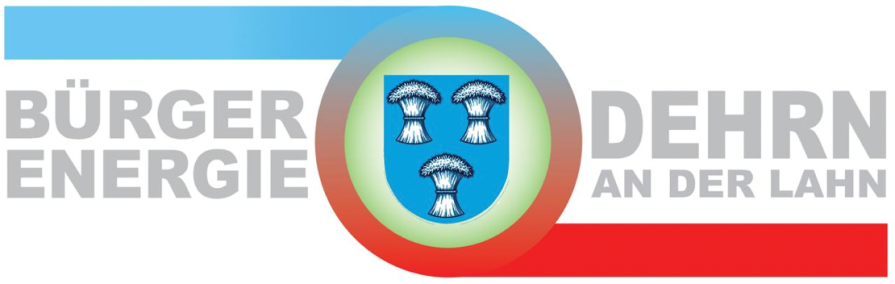 BÜRGER
ENERGIE
DEHRN
AN DER LAHN